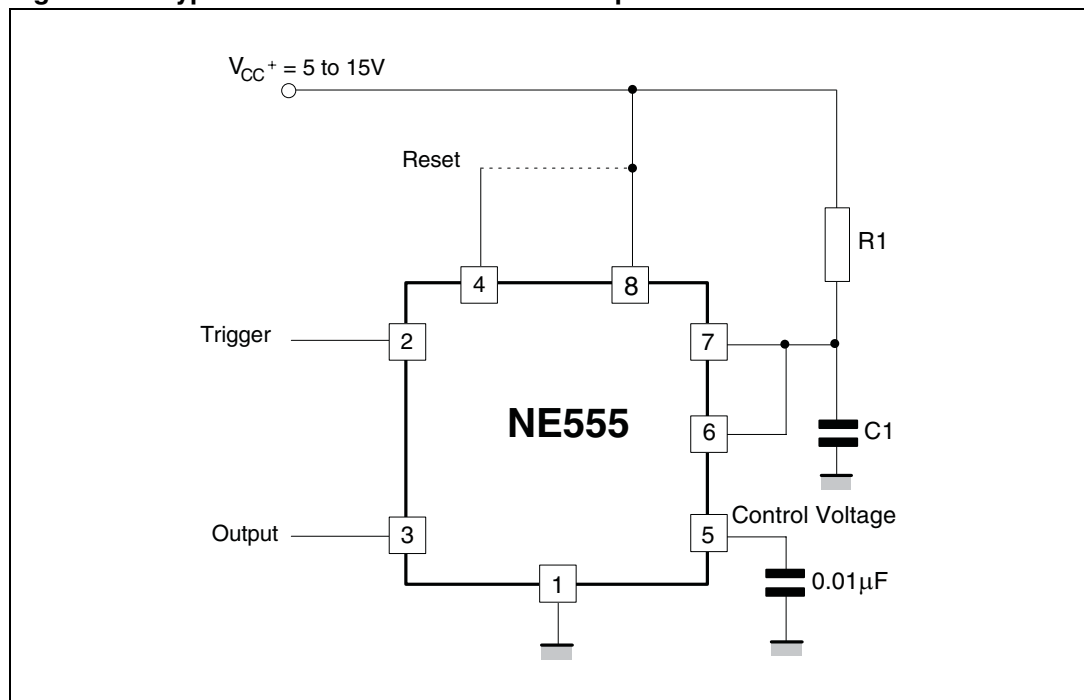 V_CC+ = 5 to 15V
Reset
R1
4
8
Trigger
2
7
NE555
6
C1
Control Voltage
Output
3
5
0.01μF
1